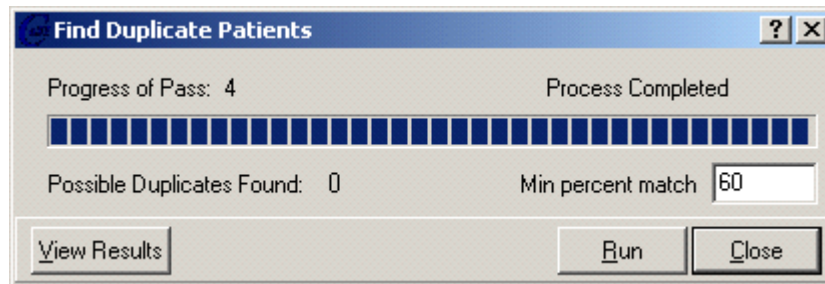 Find Duplicate Patients
Progress of Pass: 4 Process Completed
Possible Duplicates Found: 0 Min percent match 60
View Results Run Close